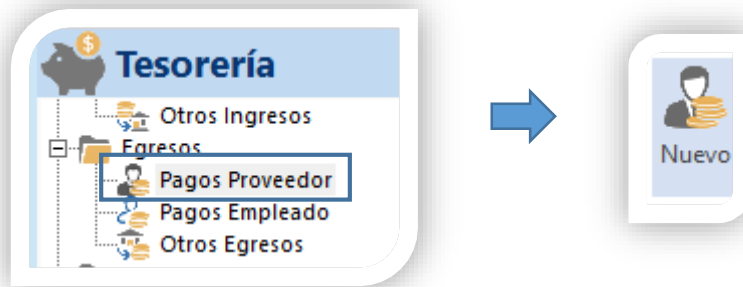 Tesorería
Otros Ingresos
Egresos
Pagos Proveedor
Pagos Empleado
Otros Egresos
Nuevo